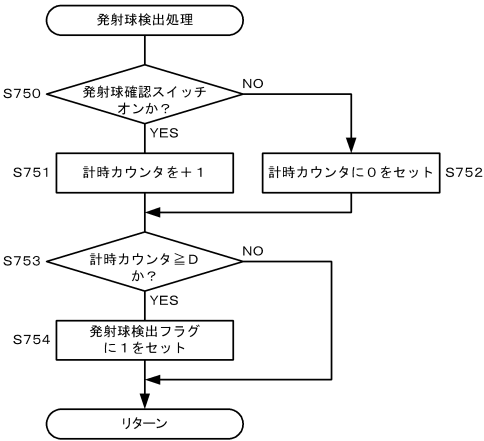 発射球検出処理
S750
発射球確認スイッチ
オンか？
NO
YES
S751
計時カウンタを＋１
計時カウンタに０をセット
S752
S753
計時カウンタ≧Ｄ
か？
NO
YES
S754
発射球検出フラグ
に１をセット
リターン